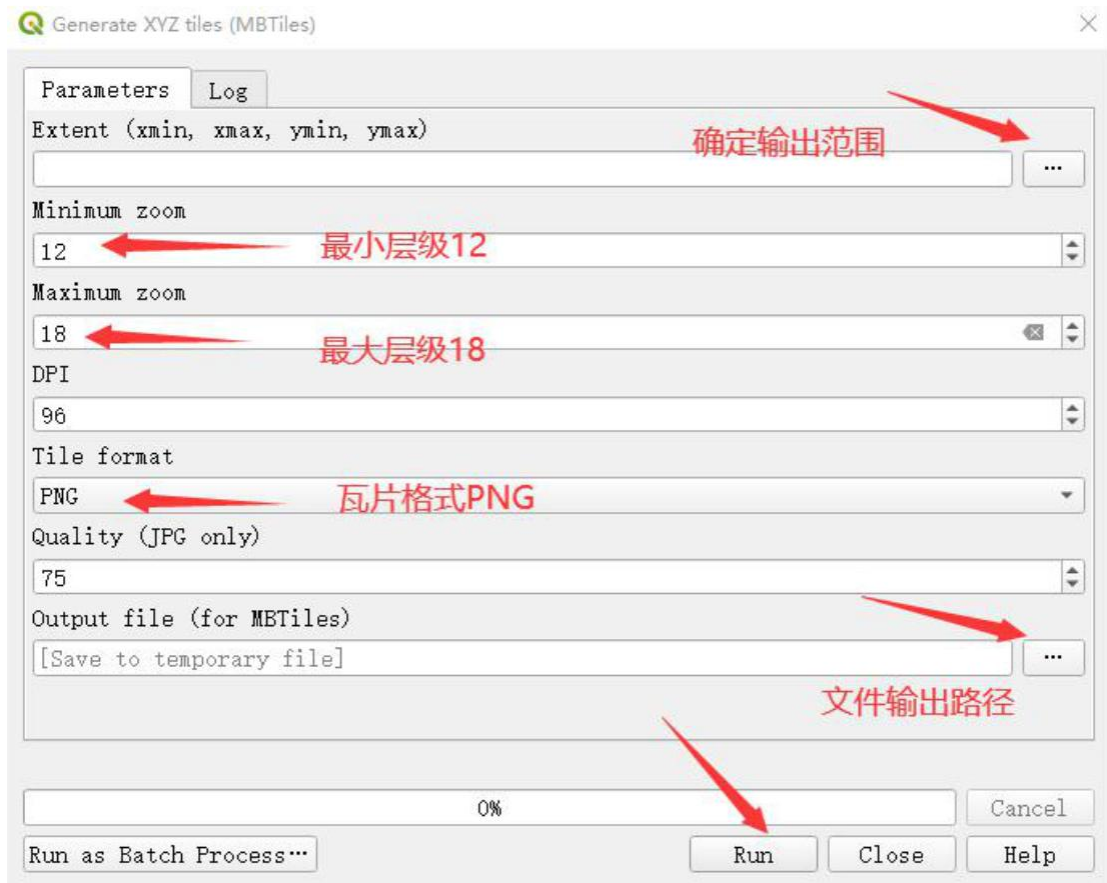 Generate XYZ tiles (MBTiles)
Parameters
Log
Extent (xmin, xmax, ymin, ymax)
确定输出范围
…
Minimum zoom
12
最小层级12
Maximum zoom
18
最大层级18
DPI
96
Tile format
PNG
瓦片格式PNG
Quality (JPG only)
75
Output file (for MBTiles)
[Save to temporary file]
…
文件输出路径
0%
Cancel
Run as Batch Process…
Run
Close
Help